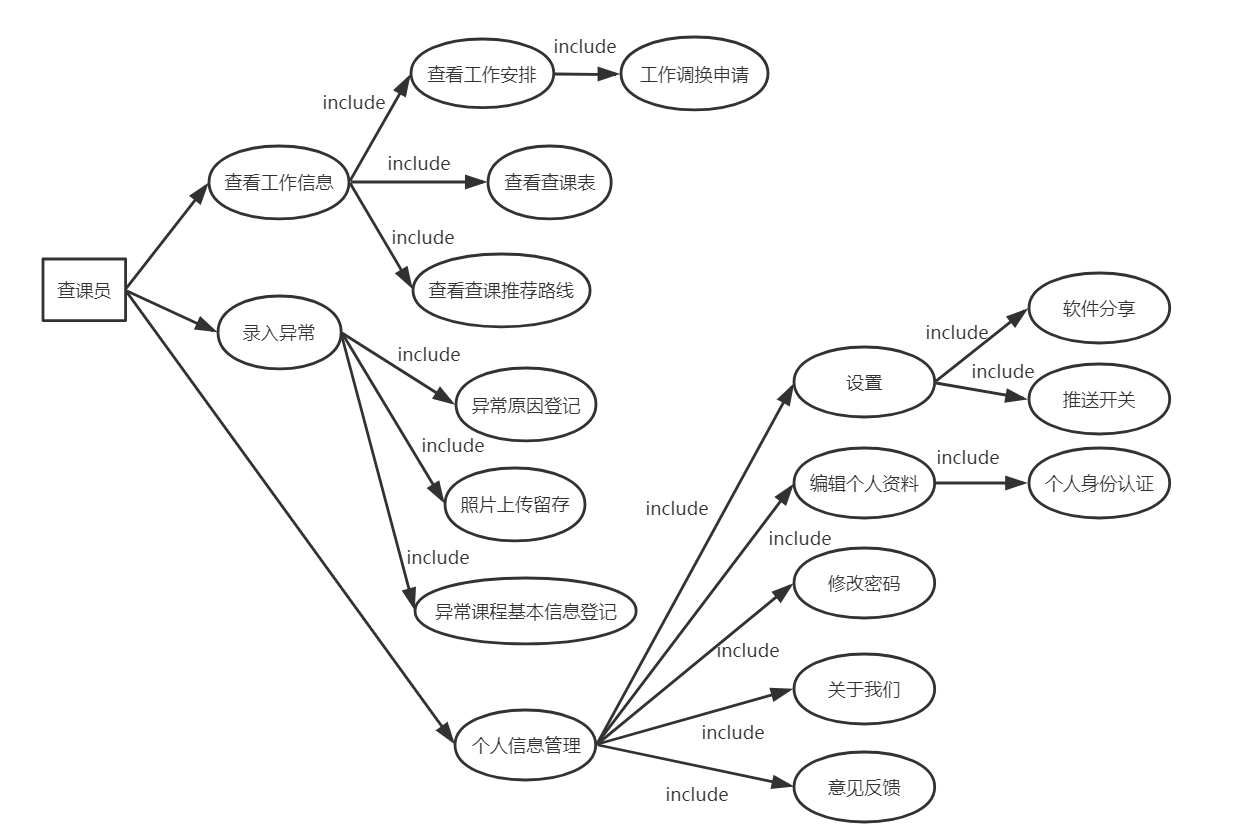 include
查看工作安排
工作调换申请
include
include
查看工作信息
查看查课表
include
查看查课推荐路线
查课员
录入异常
include
异常原因登记
include
照片上传留存
include
异常课程基本信息登记
个人信息管理
include
设置
include
软件分享
include
推送开关
include
编辑个人资料
include
个人身份认证
include
修改密码
include
关于我们
include
意见反馈